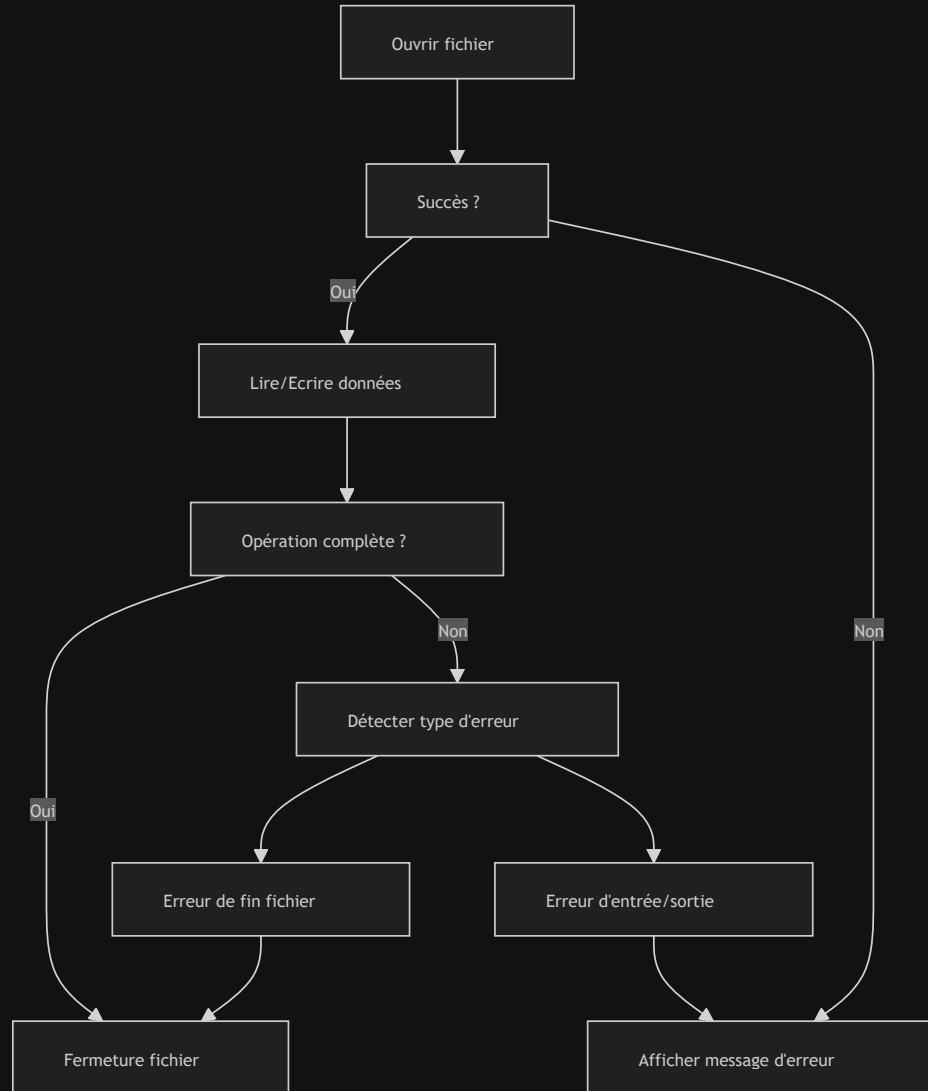 Ouvrir fichier
Succès ?
Oui
Lire/Ecrire données
Opération complète ?
Non
Non
Détecter type d'erreur
Oui
Erreur de fin fichier
Erreur d'entrée/sortie
Fermeture fichier
Afficher message d'erreur